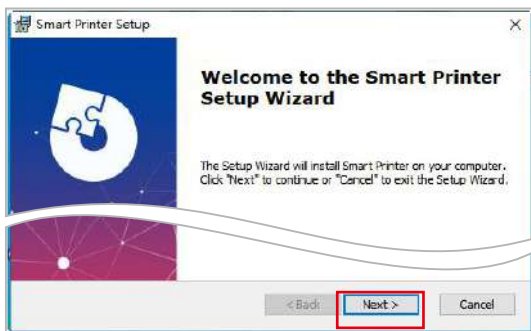 Smart Printer Setup
Welcome to the Smart Printer
Setup Wizard
The Setup Wizard will install Smart Printer on your computer.
Click "Next" to continue or "Cancel" to exit the Setup Wizard.
< Back
Next >
Cancel